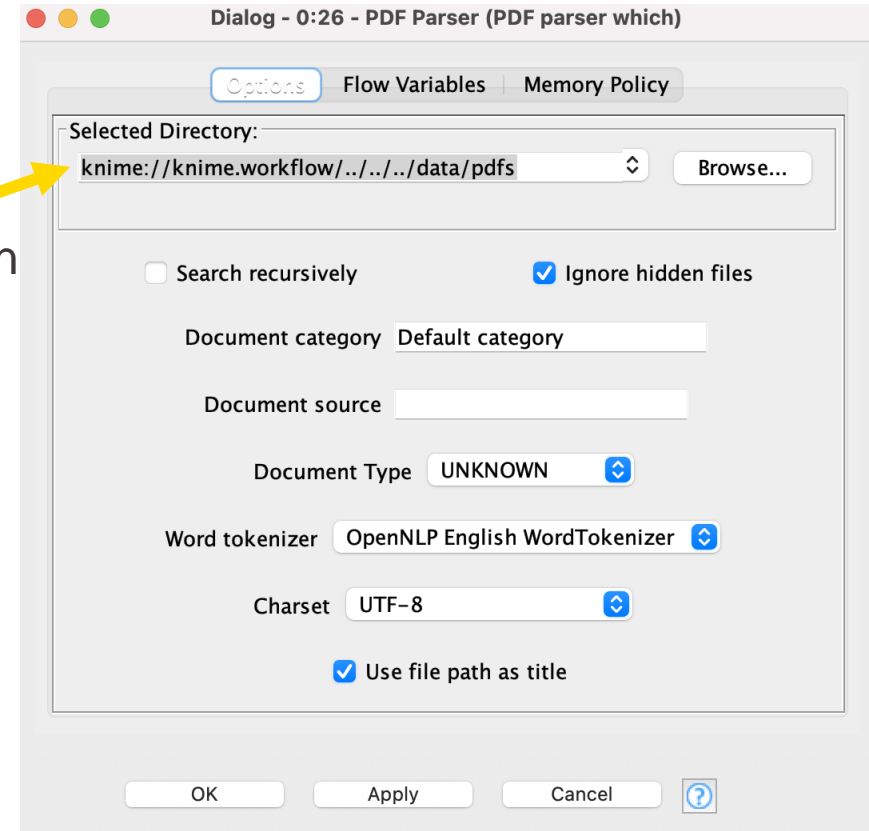 Dialog - 0:26 - PDF Parser (PDF parser which)
Options Flow Variables Memory Policy
Selected Directory:
knime://knime.workflow/../../../data/pdfs Browse...
Search recursively Ignore hidden files
Document category Default category
Document source
Document Type UNKNOWN
Word tokenizer OpenNLP English WordTokenizer
Charset UTF-8
Use file path as title
OK Apply Cancel ?